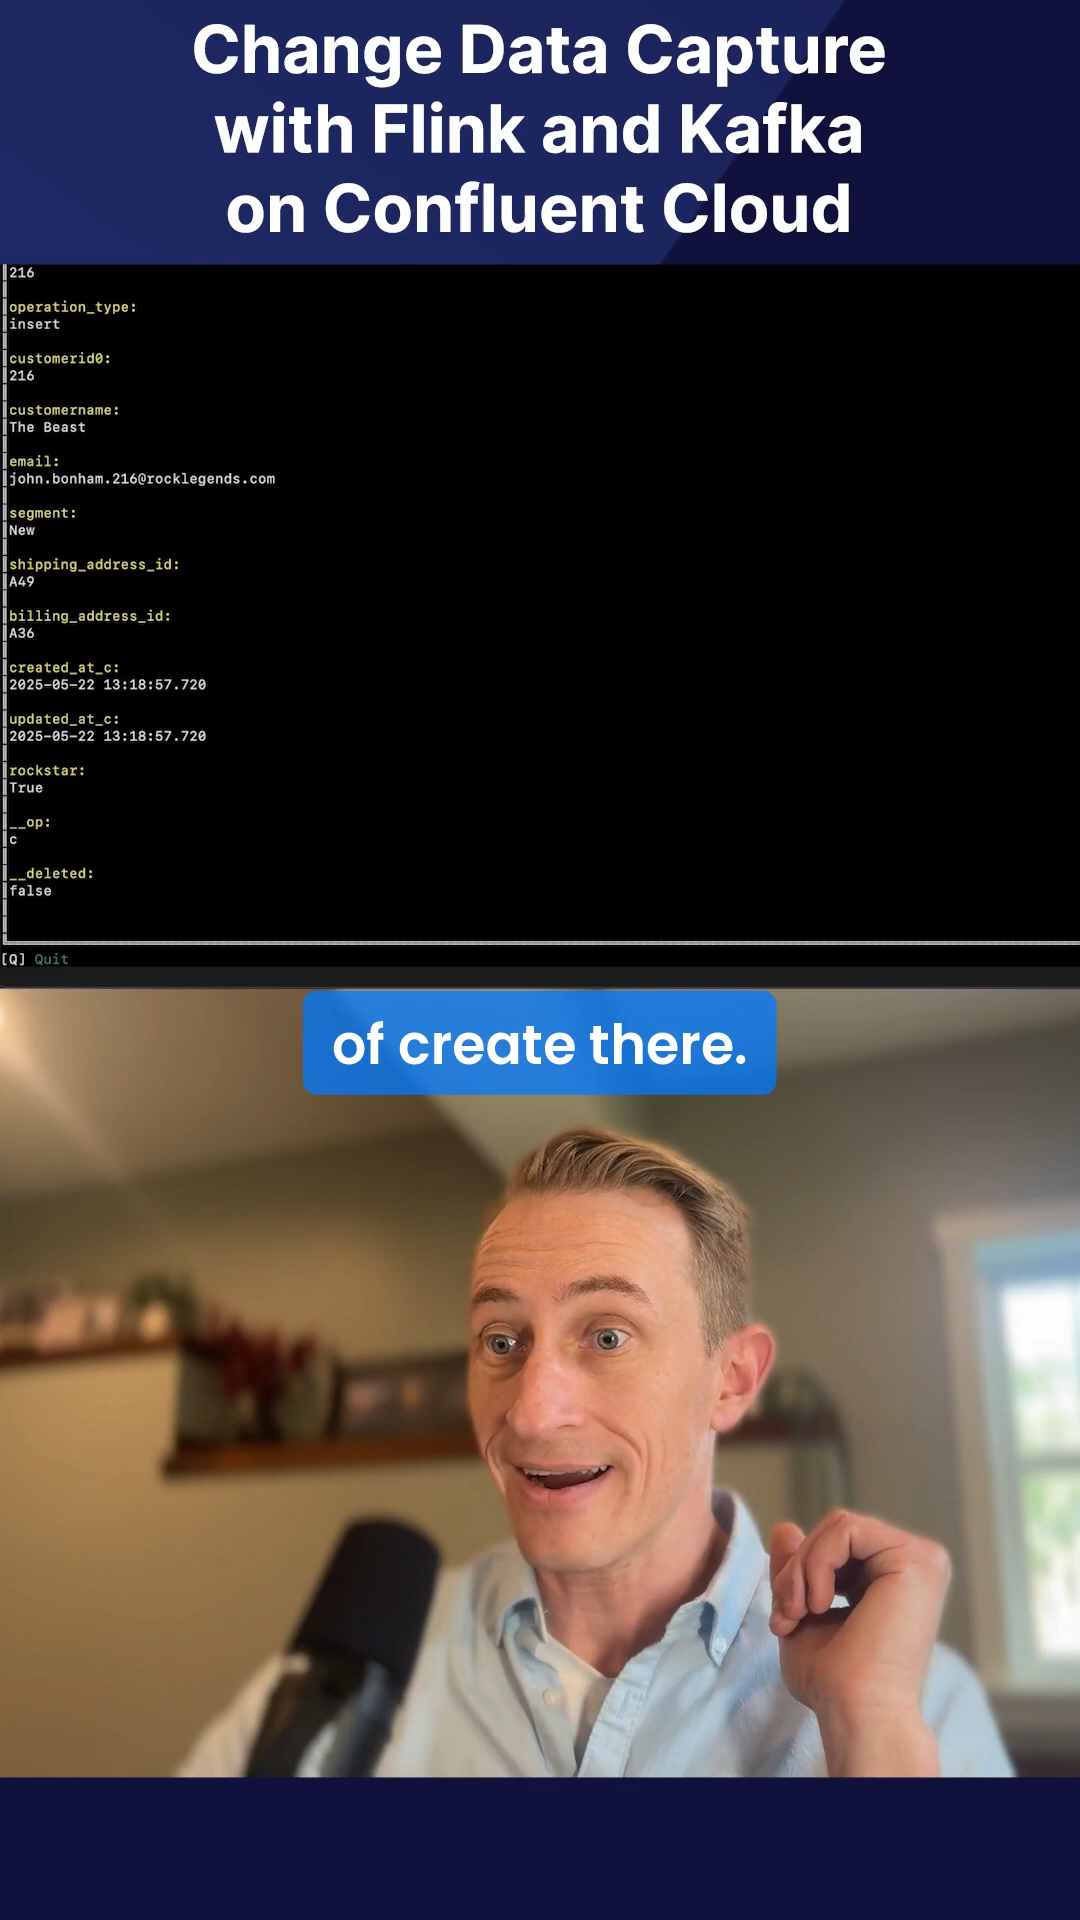 Change Data Capture
with Flink and Kafka
on Confluent Cloud
216
operation_type:
insert
customerid0:
216
customername:
The Beast
email:
john.bonham.216@rocklegends.com
segment:
New
shipping_address_id:
A49
billing_address_id:
A36
created_at_c:
2025-05-22 13:18:57.720
updated_at_c:
2025-05-22 13:18:57.720
rockstar:
True
__op:
c
__deleted:
false
[Q] Quit
of create there.